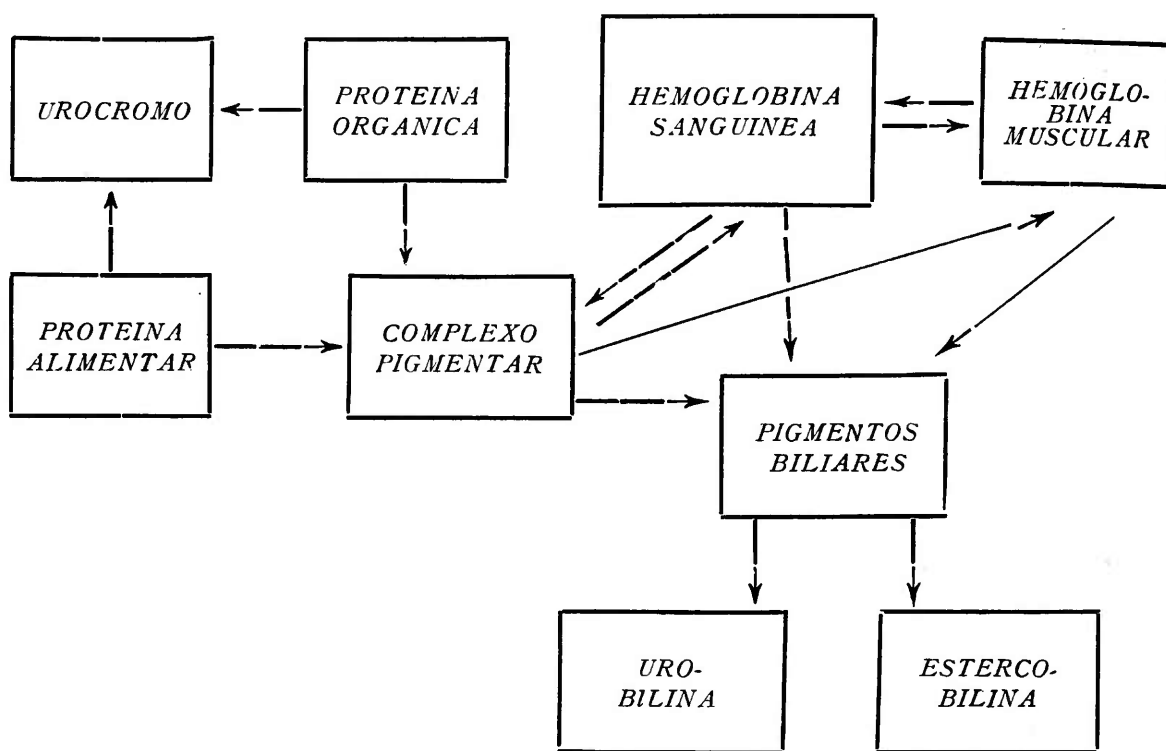 UROCROMO
PROTEINA
ORGANICA
HEMOGLOBINA
SANGUINEA
HEMOGLO-
BINA
MUSCULAR
PROTEINA
ALIMENTAR
COMPLEXO
PIGMENTAR
PIGMENTOS
BILIARES
URO-
BILINA
ESTERCO-
BILINA